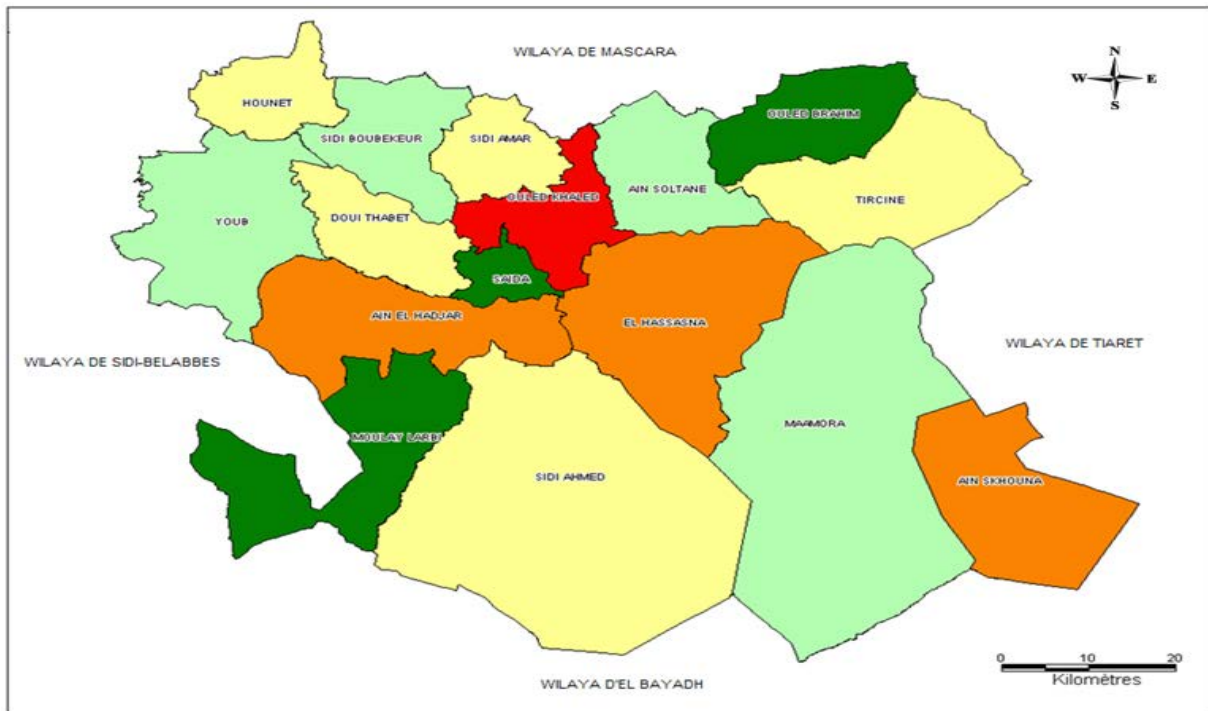 WILAYA DE MASCARA
N
W E
S
HOUNET
OULED BRAHIM
SIDI BOUBEKEUR
SIDI AMAR
AIN SOLTANE
OULED KHALED
TIRCINE
YOUB
DOUI THABET
SAIDA
AIN EL HADJAR
EL HASSASNA
WILAYA DE TIARET
WILAYA DE SIDI-BELABBES
MAAMORA
MOULAY LARBI
SIDI AHMED
AIN SKHOUNA
WILAYA D'EL BAYADH
0 10 20
Kilomètres